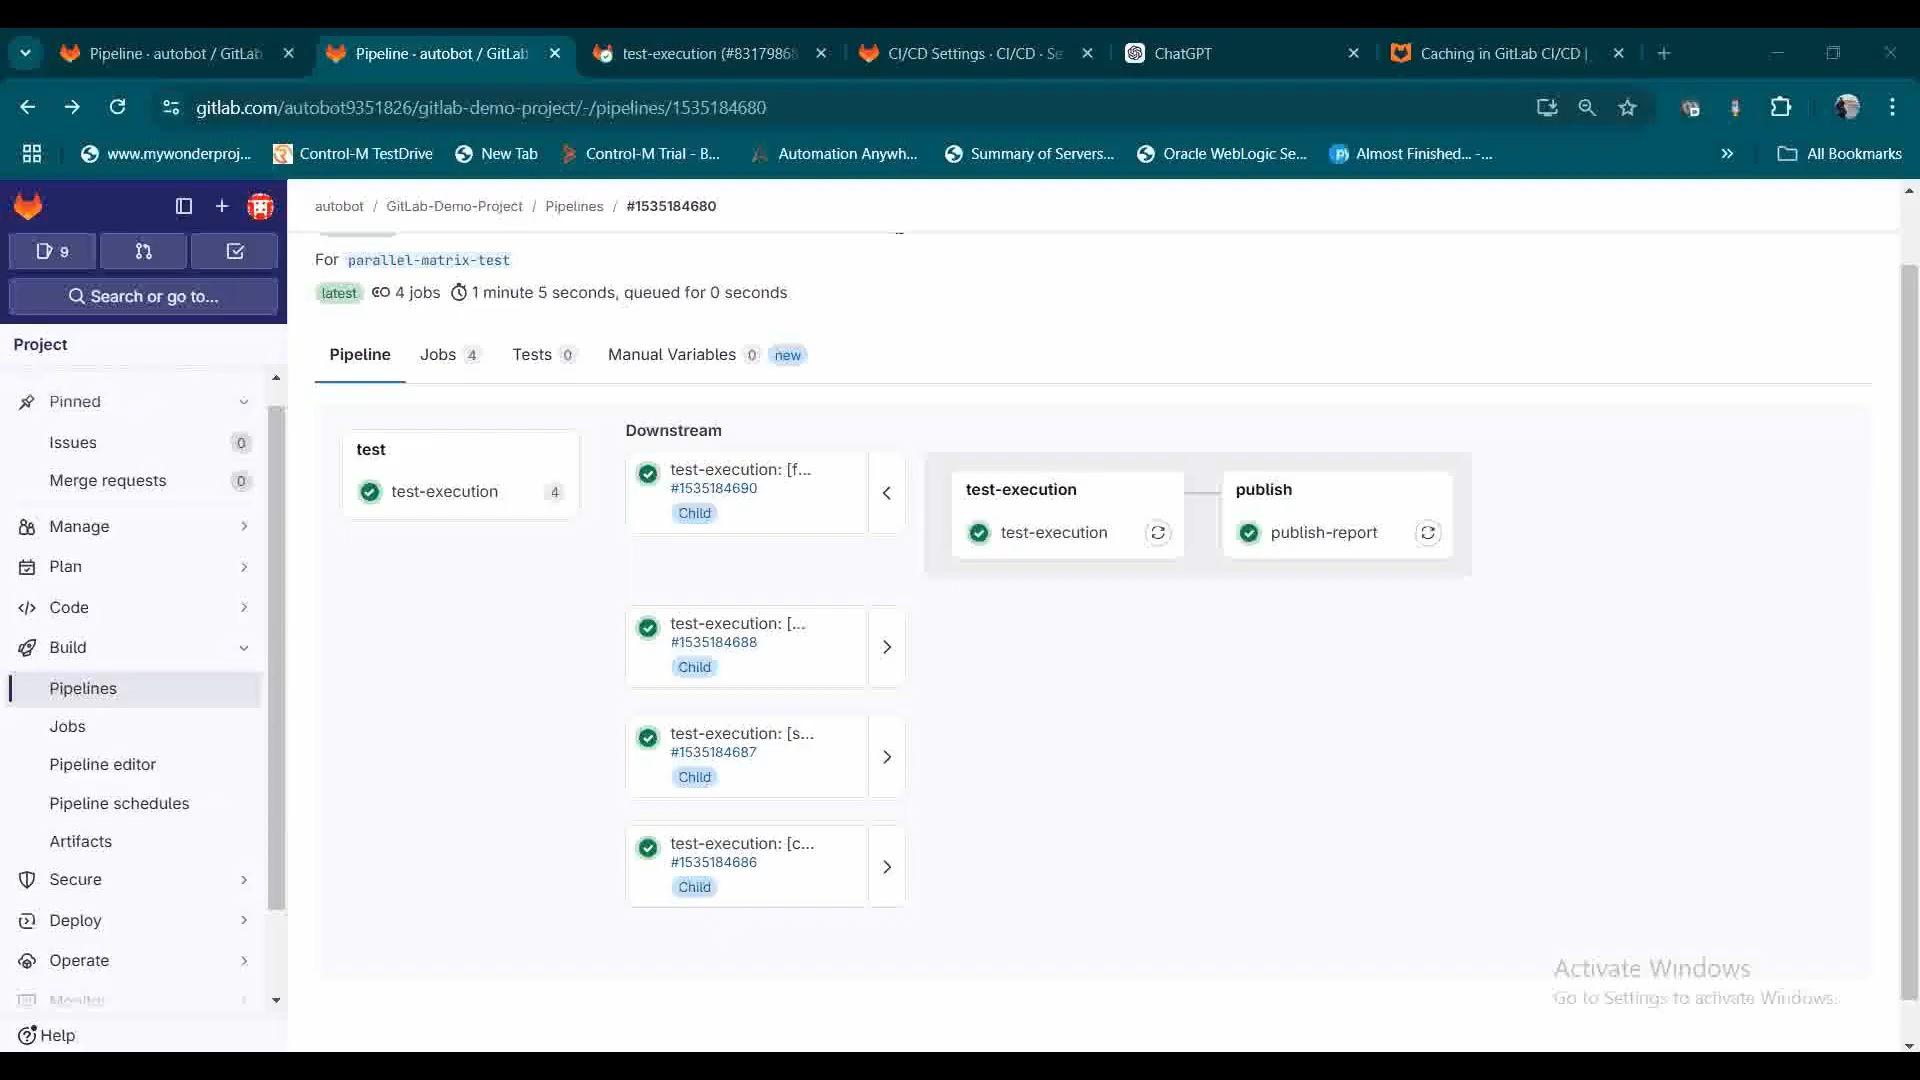 Pipeline · autobot / GitLab
Pipeline · autobot / GitLab
test-execution (#83179868
CI/CD Settings · CI/CD · Se
ChatGPT
Caching in GitLab CI/CD |
gitlab.com/autobot9351826/gitlab-demo-project/-/pipelines/1535184680
www.mywonderproj...
Control-M TestDrive
New Tab
Control-M Trial - B...
Automation Anywh...
Summary of Servers...
Oracle WebLogic Se...
Almost Finished... -...
All Bookmarks
autobot / GitLab-Demo-Project / Pipelines / #1535184680
9
Search or go to...
Project
Pinned
Issues 0
Merge requests 0
Manage
Plan
Code
Build
Pipelines
Jobs
Pipeline editor
Pipeline schedules
Artifacts
Secure
Deploy
Operate
Monitor
Help
For parallel-matrix-test
latest 4 jobs 1 minute 5 seconds, queued for 0 seconds
Pipeline Jobs 4 Tests 0 Manual Variables 0 new
test
test-execution 4
Downstream
test-execution: [f...
#1535184690
Child
test-execution
test-execution
publish
publish-report
test-execution: [...
#1535184688
Child
test-execution: [s...
#1535184687
Child
test-execution: [c...
#1535184686
Child
Activate Windows
Go to Settings to activate Windows.